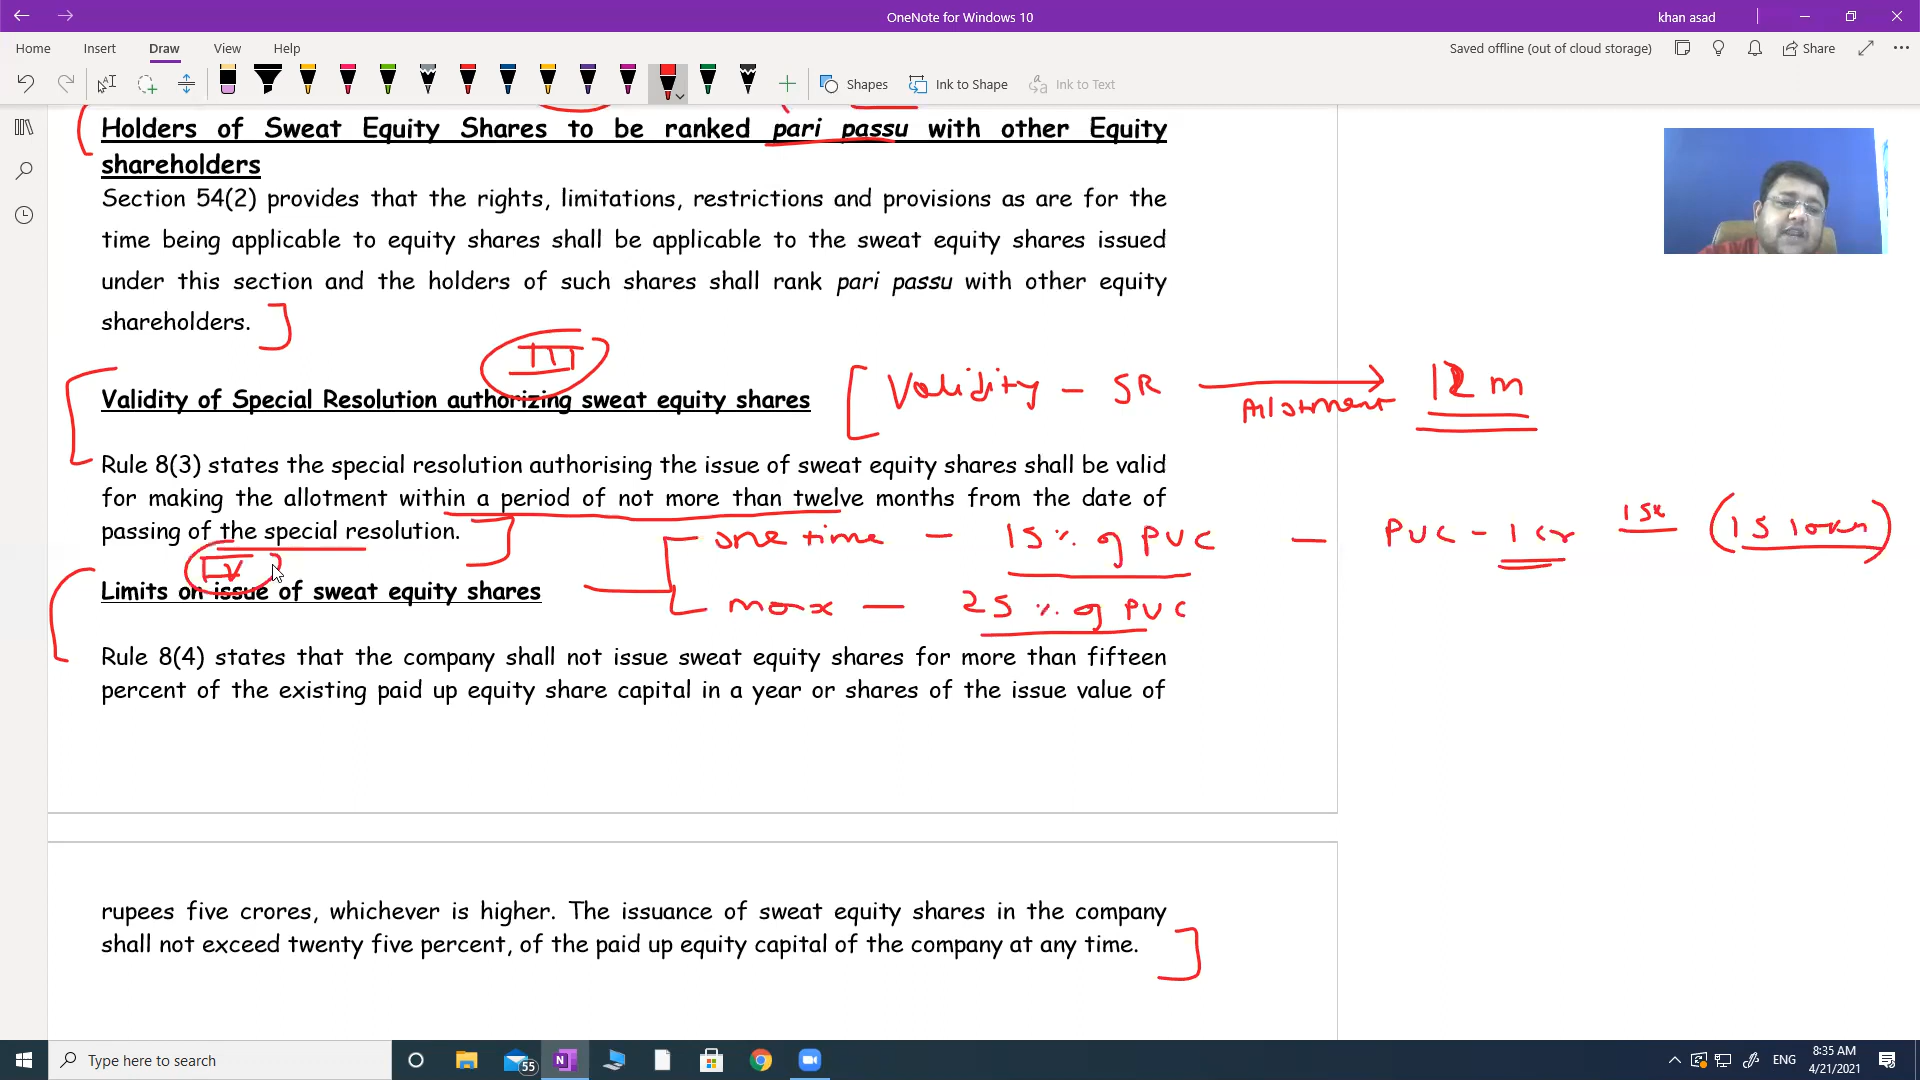 OneNote for Windows 10
khan asad
Home Insert Draw View Help
Saved offline (out of cloud storage)
Share
Shapes
Ink to Shape
Ink to Text
Holders of Sweat Equity Shares to be ranked pari passu with other Equity
shareholders
Section 54(2) provides that the rights, limitations, restrictions and provisions as are for the
time being applicable to equity shares shall be applicable to the sweat equity shares issued
under this section and the holders of such shares shall rank pari passu with other equity
shareholders.
III
Validity of Special Resolution authorizing sweat equity shares
Validity - SR
Allotment
12 m
Rule 8(3) states the special resolution authorising the issue of sweat equity shares shall be valid
for making the allotment within a period of not more than twelve months from the date of
passing of the special resolution.
one time - 15 % of PVC - PVC - 1 Cr
IV
Limits on issue of sweat equity shares
max - 25 % of PVC
Rule 8(4) states that the company shall not issue sweat equity shares for more than fifteen
percent of the existing paid up equity share capital in a year or shares of the issue value of
rupees five crores, whichever is higher. The issuance of sweat equity shares in the company
shall not exceed twenty five percent, of the paid up equity capital of the company at any time.
Type here to search
55
ENG
8:35 AM
4/21/2021